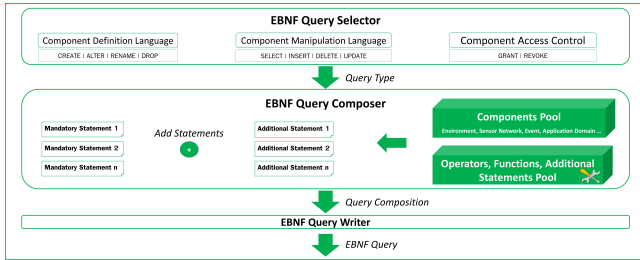 EBNF Query Selector
Component Definition Language
Component Manipulation Language
Component Access Control
CREATE | ALTER | RENAME | DROP
SELECT | INSERT | DELETE | UPDATE
GRANT | REVOKE
Query Type
EBNF Query Composer
Mandatory Statement 1
Mandatory Statement 2
Mandatory Statement n
Add Statements
+
Additional Statement 1
Additional Statement 2
Additional Statement n
Components Pool
Environment, Sensor Network, Event, Application Domain ...
Operators, Functions, Additional
Statements Pool
Query Composition
EBNF Query Writer
EBNF Query